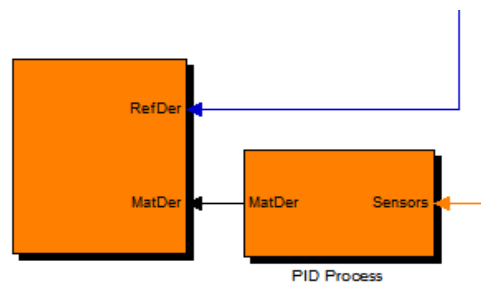 RefDer
MatDer
MatDer
Sensors
PID Process